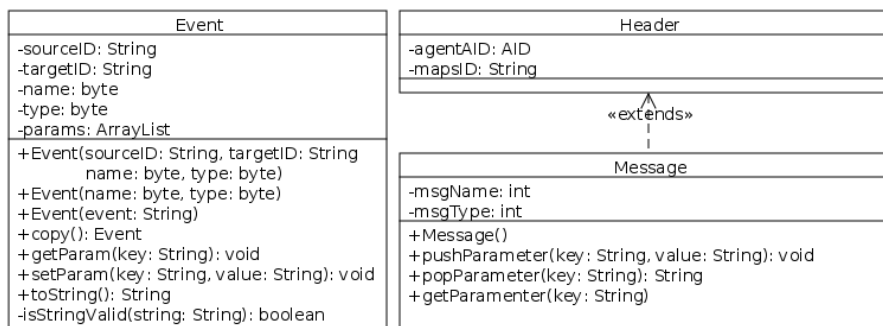 Event
-sourceID: String
-targetID: String
-name: byte
-type: byte
-params: ArrayList
+Event(sourceID: String, targetID: String
name: byte, type: byte)
+Event(name: byte, type: byte)
+Event(event: String)
+copy(): Event
+getParam(key: String): void
+setParam(key: String, value: String): void
+toString(): String
-isStringValid(string: String): boolean
Header
-agentAID: AID
-mapsID: String
«extends»
Message
-msgName: int
-msgType: int
+Message()
+pushParameter(key: String, value: String): void
+popParameter(key: String): String
+getParamenter(key: String)